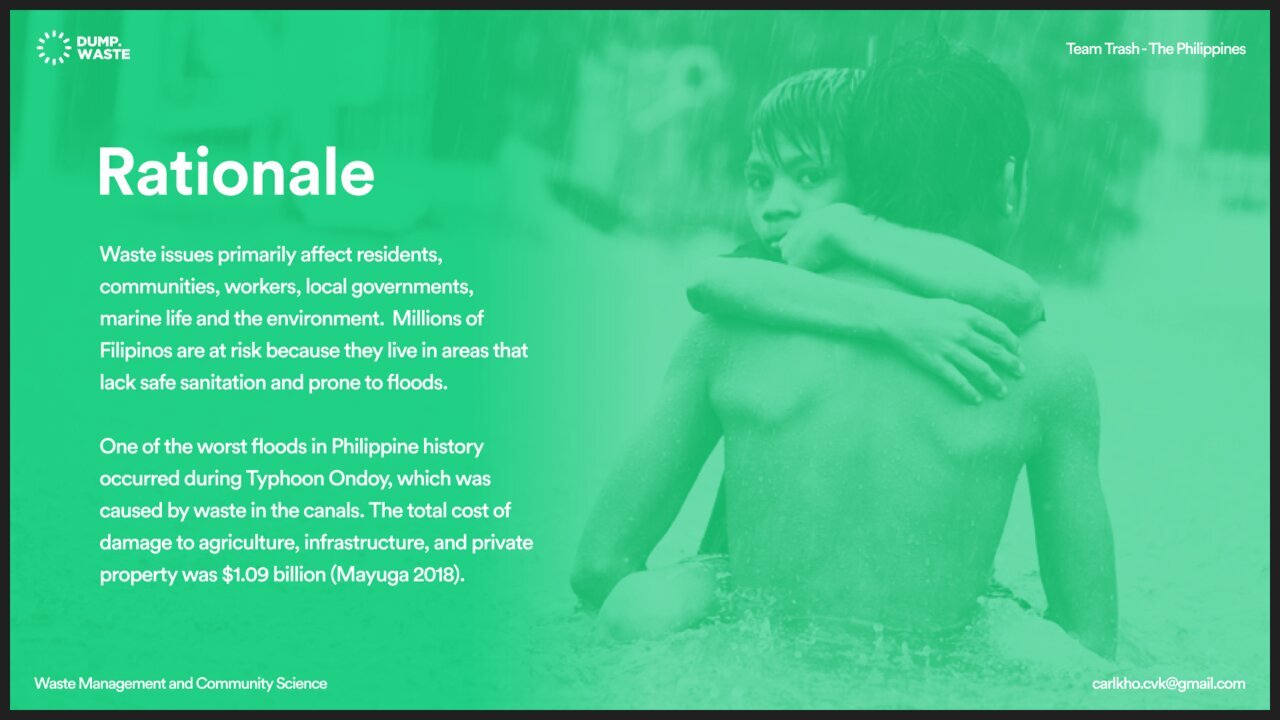 DUMP.
WASTE
Team Trash - The Philippines
Rationale
Waste issues primarily affect residents,
communities, workers, local governments,
marine life and the environment.  Millions of
Filipinos are at risk because they live in areas that
lack safe sanitation and prone to floods.
One of the worst floods in Philippine history
occurred during Typhoon Ondoy, which was
caused by waste in the canals. The total cost of
damage to agriculture, infrastructure, and private
property was $1.09 billion (Mayuga 2018).
Waste Management and Community Science
carlkho.cvk@gmail.com